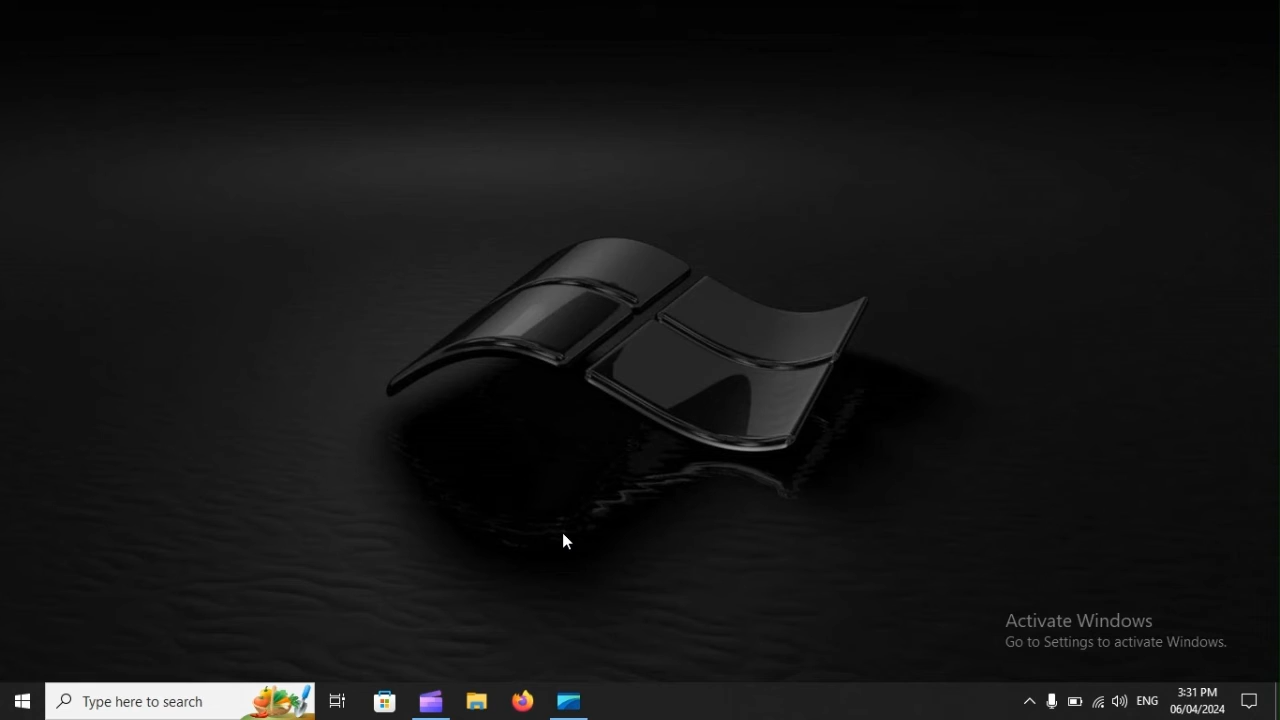 Activate Windows
Go to Settings to activate Windows.
Type here to search
ENG
3:31 PM
06/04/2024